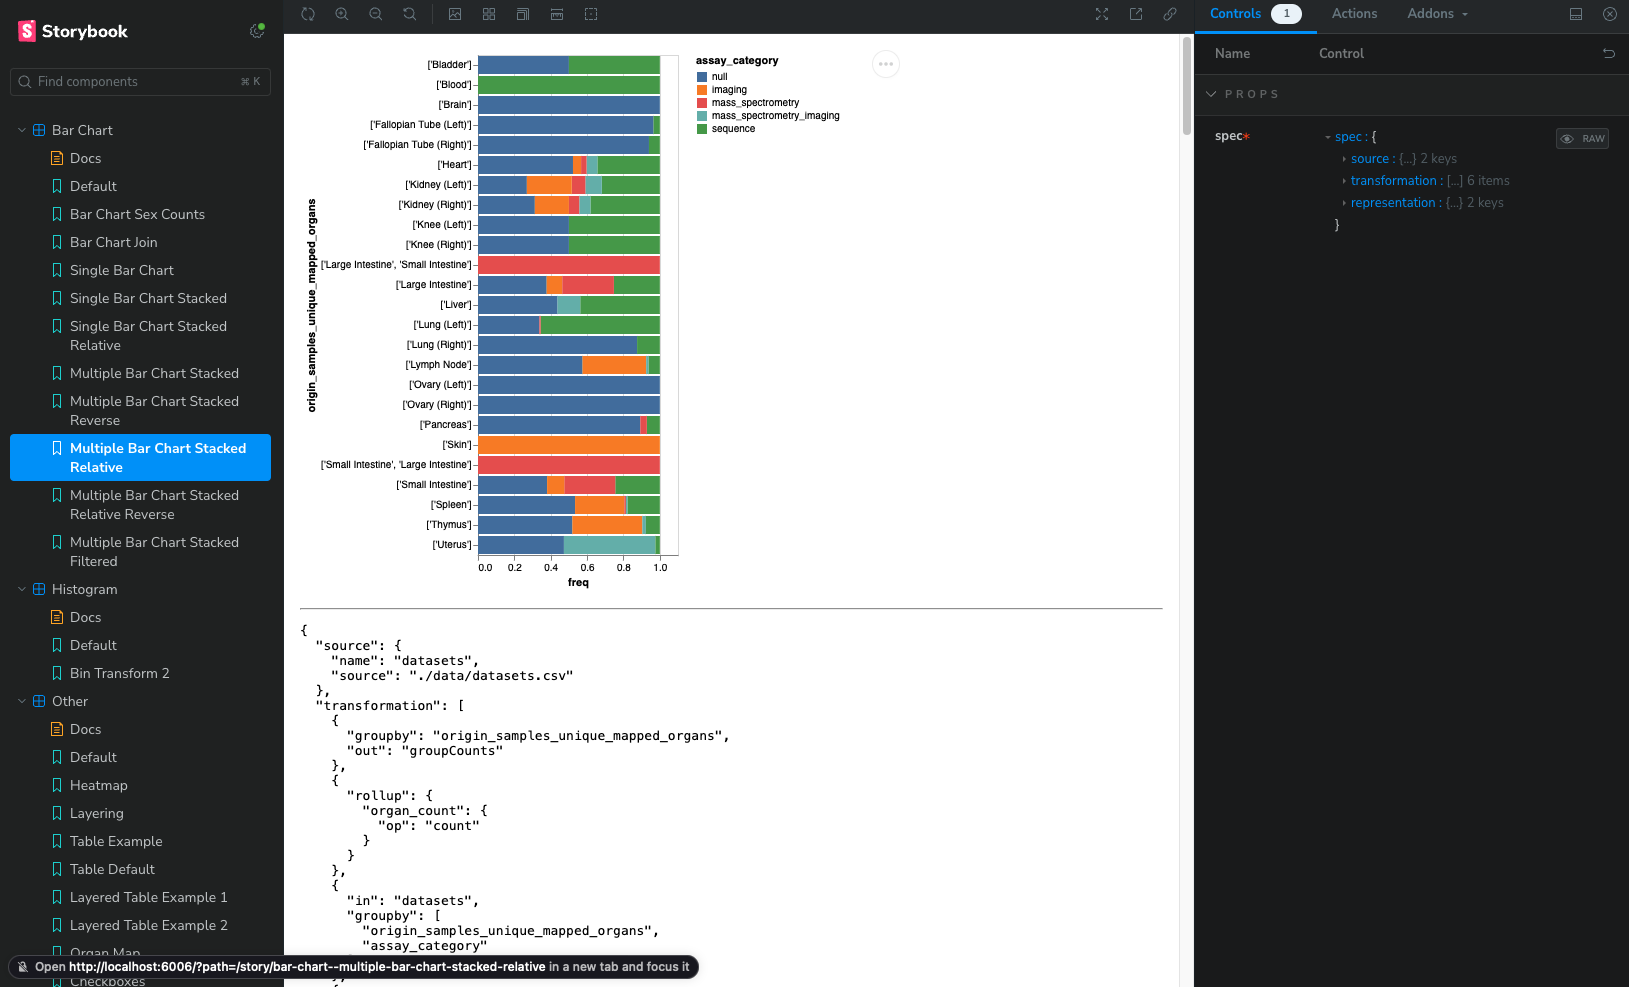 Storybook
Find components
⌘ K
Bar Chart
Docs
Default
Bar Chart Sex Counts
Bar Chart Join
Single Bar Chart
Single Bar Chart Stacked
Single Bar Chart Stacked
Relative
Multiple Bar Chart Stacked
Multiple Bar Chart Stacked
Reverse
Multiple Bar Chart Stacked
Relative
Multiple Bar Chart Stacked
Relative Reverse
Multiple Bar Chart Stacked
Filtered
Histogram
Docs
Default
Bin Transform 2
Other
Docs
Default
Heatmap
Layering
Table Example
Table Default
Layered Table Example 1
Layered Table Example 2
Organ Map
Checkboxes
Open http://localhost:6006/?path=/story/bar-chart--multiple-bar-chart-stacked-relative in a new tab and focus it
origin_samples_unique_mapped_organs
['Bladder']
['Blood']
['Brain']
['Fallopian Tube (Left)']
['Fallopian Tube (Right)']
['Heart']
['Kidney (Left)']
['Kidney (Right)']
['Knee (Left)']
['Knee (Right)']
['Large Intestine', 'Small Intestine']
['Large Intestine']
['Liver']
['Lung (Left)']
['Lung (Right)']
['Lymph Node']
['Ovary (Left)']
['Ovary (Right)']
['Pancreas']
['Skin']
['Small Intestine', 'Large Intestine']
['Small Intestine']
['Spleen']
['Thymus']
['Uterus']
0.0 0.2 0.4 0.6 0.8 1.0
freq
assay_category
null
imaging
mass_spectrometry
mass_spectrometry_imaging
sequence
{
"source": {
"name": "datasets",
"source": "./data/datasets.csv"
},
"transformation": [
{
"groupby": "origin_samples_unique_mapped_organs",
"out": "groupCounts"
},
{
"rollup": {
"organ_count": {
"op": "count"
}
}
},
{
"in": "datasets",
"groupby": [
"origin_samples_unique_mapped_organs",
"assay_category"
Controls 1 Actions Addons
Name Control
PROPS
spec*
spec : {
source : {...} 2 keys
transformation : [...] 6 items
representation : {...} 2 keys
}
RAW